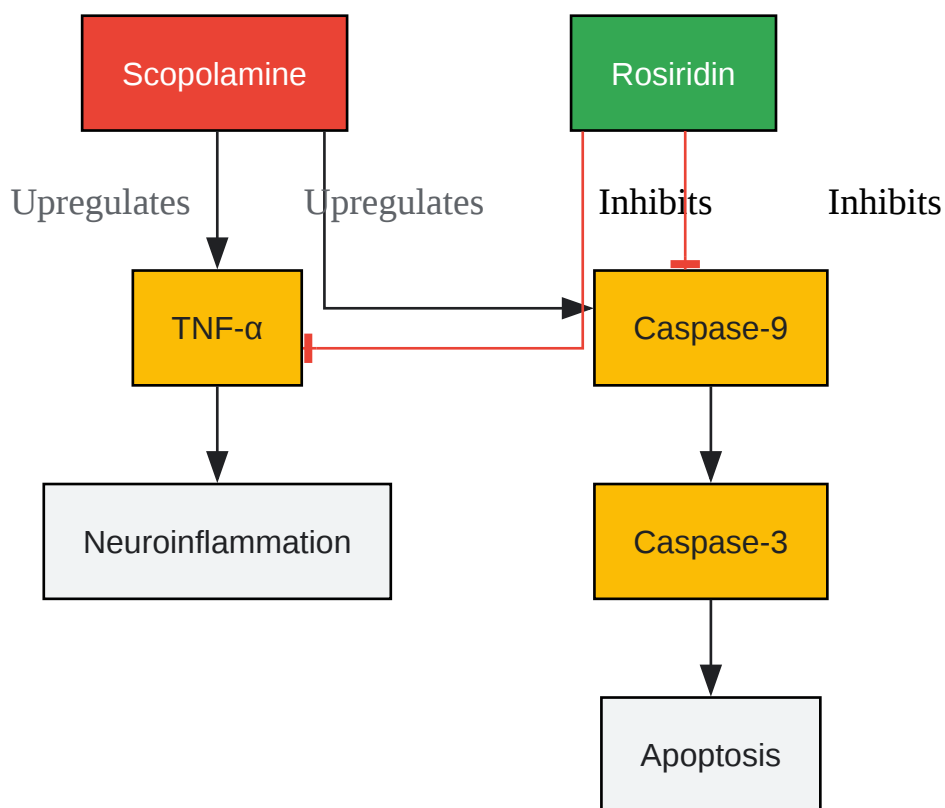 Scopolamine
Rosiridin
Upregulates
Upregulates
Inhibits
Inhibits
TNF-α
Caspase-9
Neuroinflammation
Caspase-3
Apoptosis